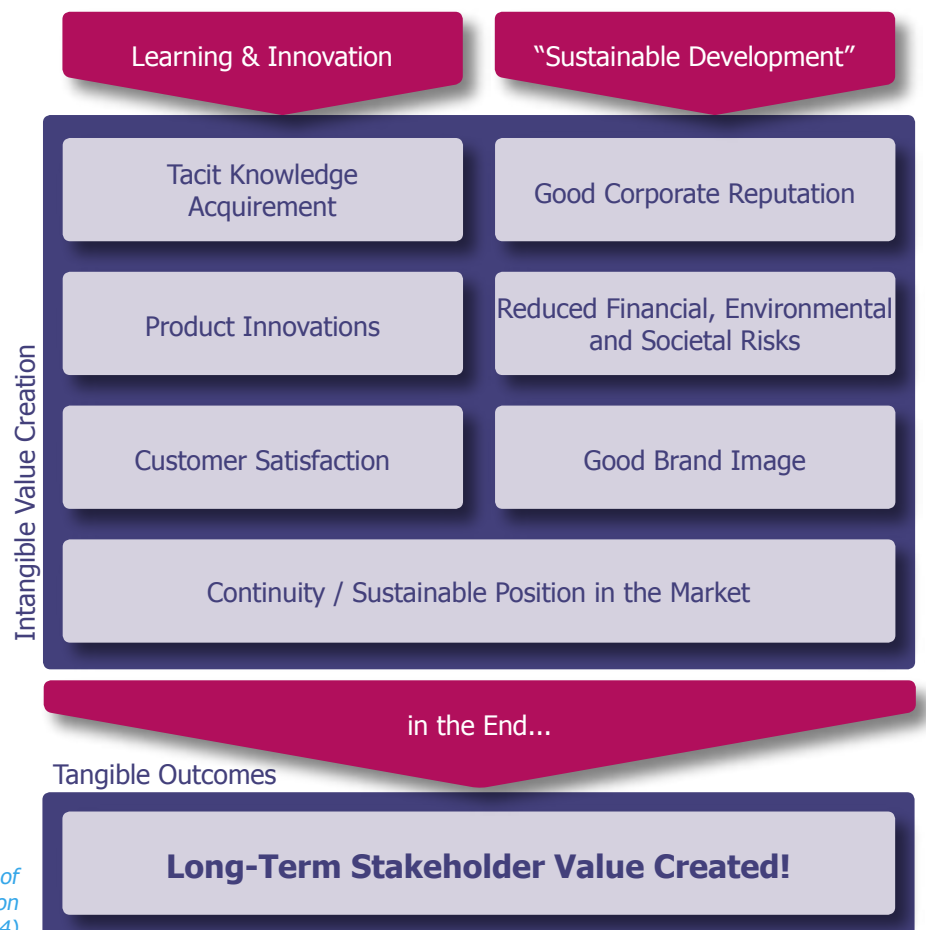 Learning & Innovation
“Sustainable Development”
Tacit Knowledge
Acquirement
Good Corporate Reputation
Product Innovations
Reduced Financial, Environmental
and Societal Risks
Customer Satisfaction
Good Brand Image
Continuity / Sustainable Position in the Market
Intangible Value Creation
in the End...
Tangible Outcomes
Long-Term Stakeholder Value Created!
of
on
4)